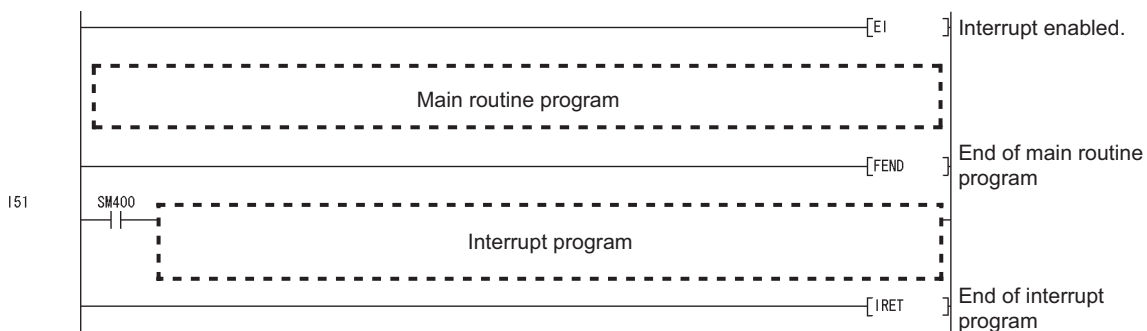 EI
Interrupt enabled.
Main routine program
FEND
End of main routine
program
I51
SM400
Interrupt program
IRET
End of interrupt
program